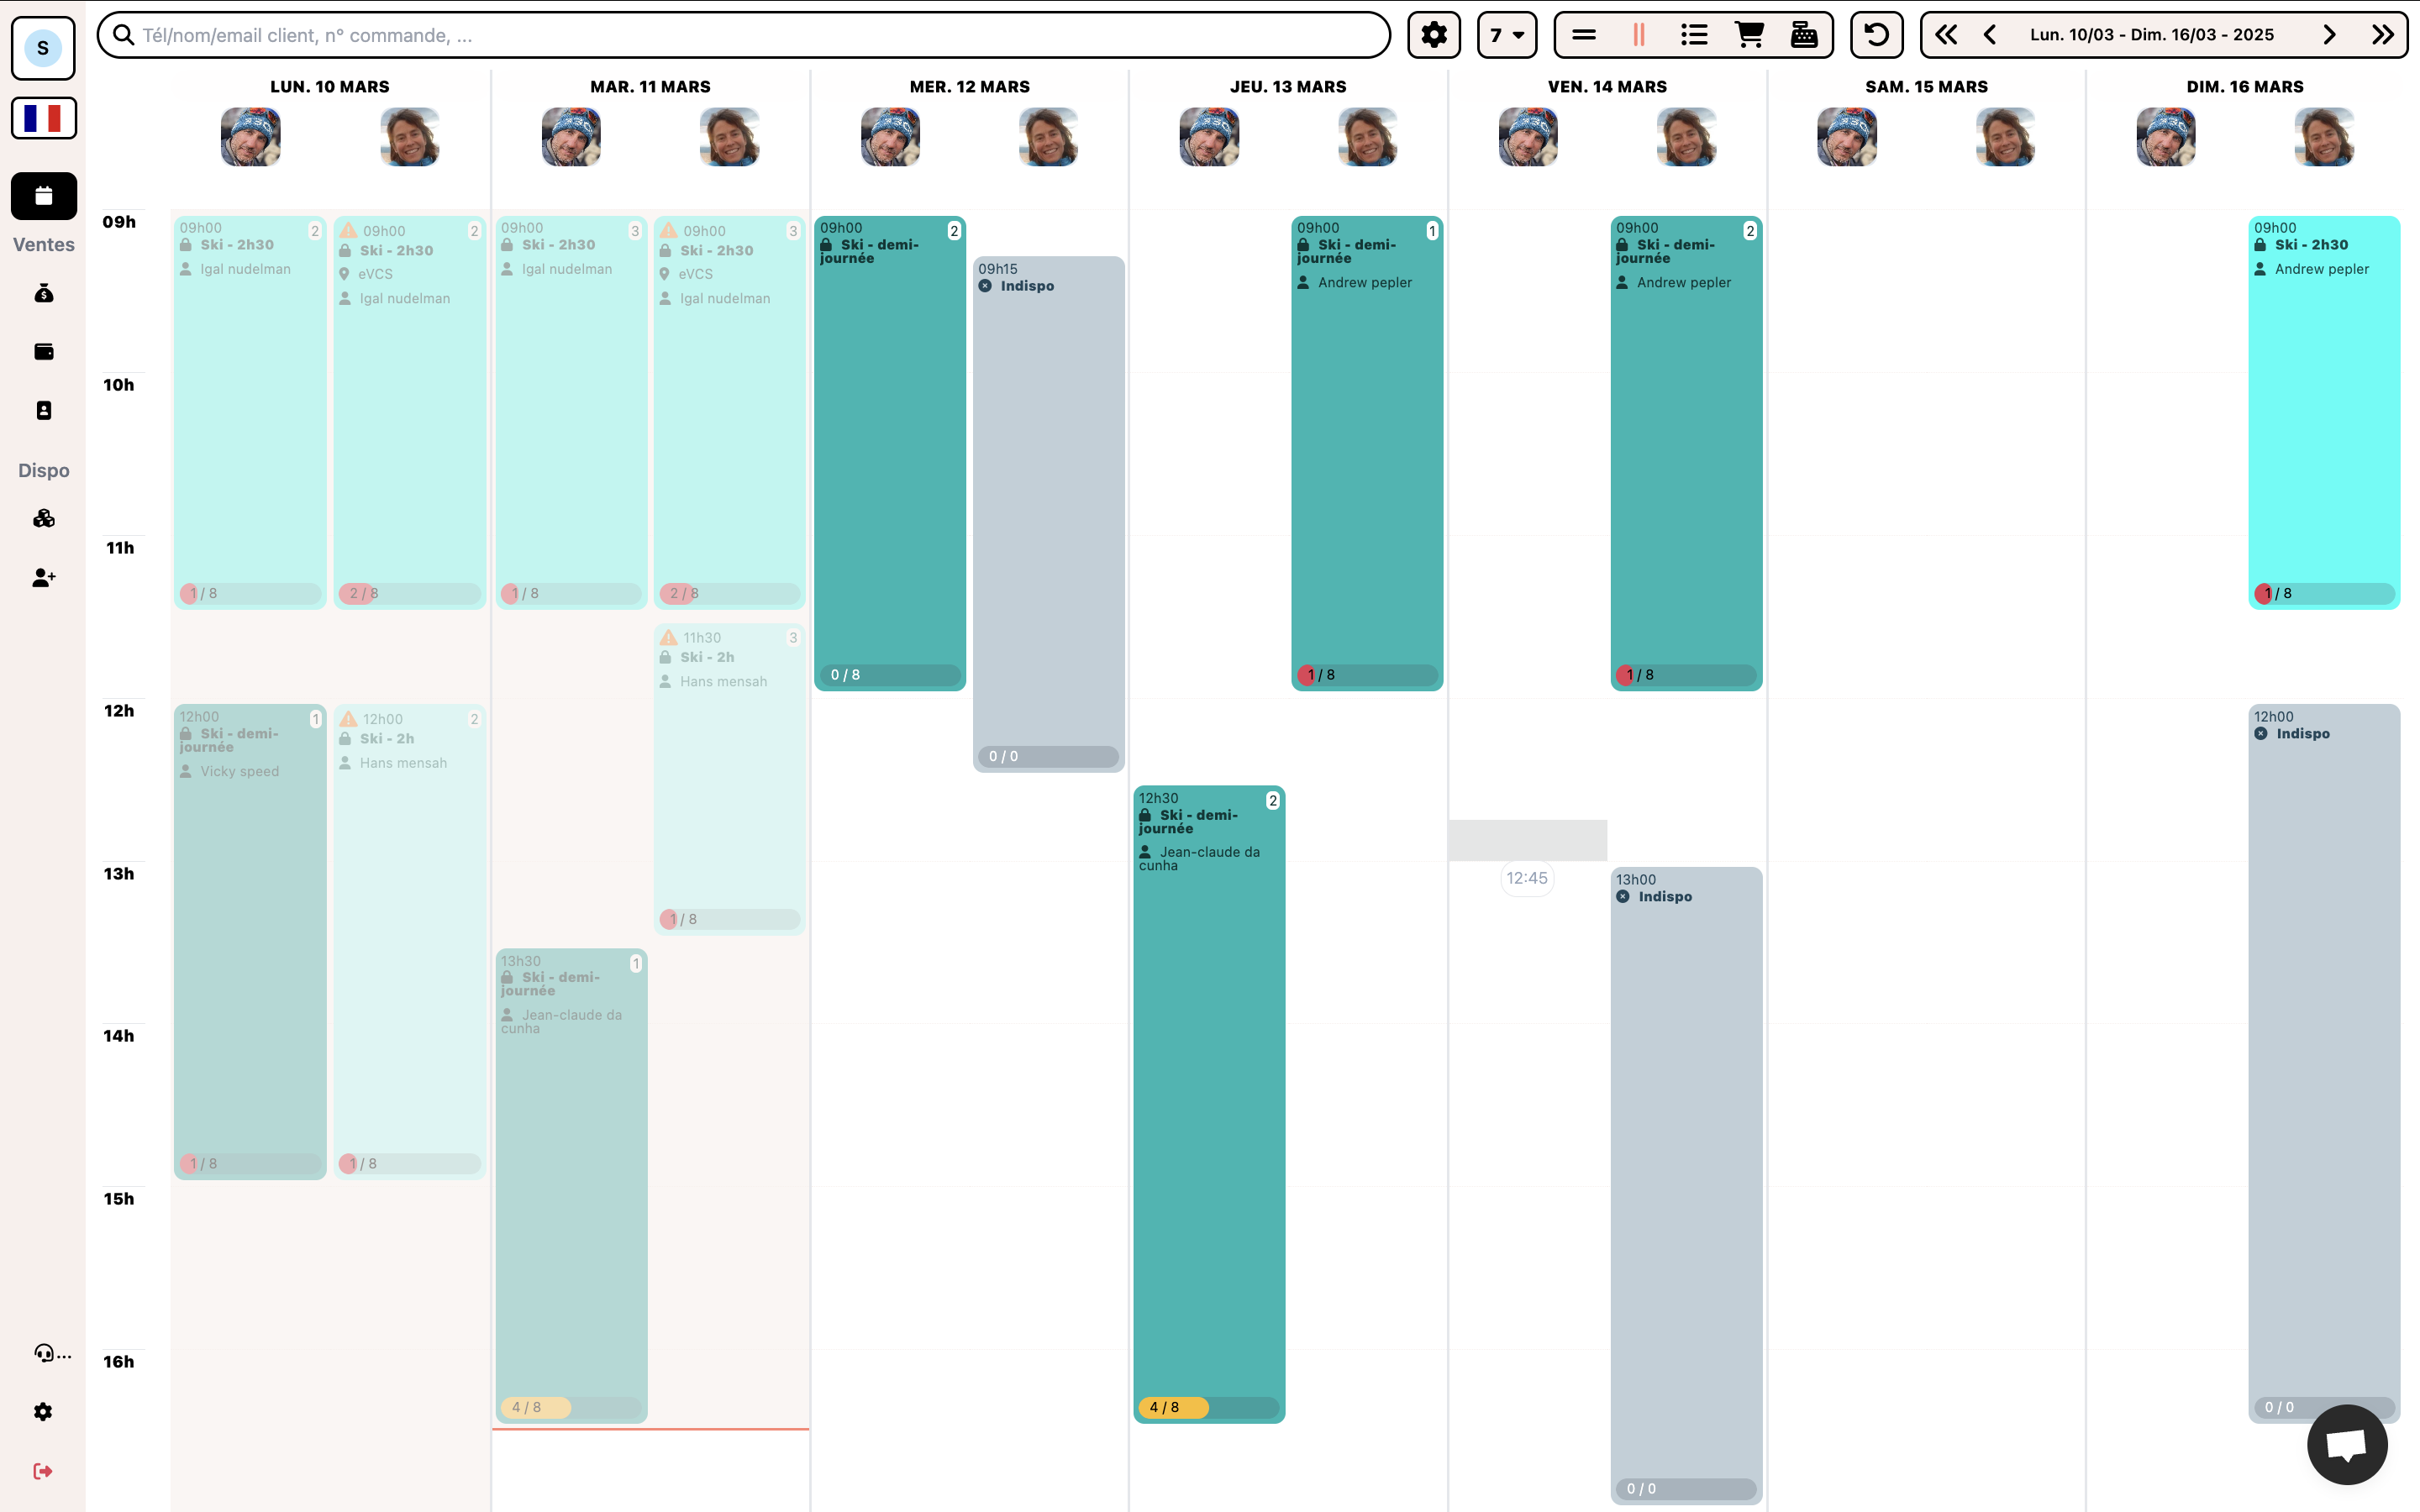 S
Tél/nom/email client, n° commande, ...
7
Lun. 10/03 - Dim. 16/03 - 2025
Ventes
Dispo
...
LUN. 10 MARS
MAR. 11 MARS
MER. 12 MARS
JEU. 13 MARS
VEN. 14 MARS
SAM. 15 MARS
DIM. 16 MARS
09h
10h
11h
12h
13h
14h
15h
16h
09h00 2
Ski - 2h30
Igal nudelman
1 / 8
12h00 1
Ski - demi-
journée
Vicky speed
1 / 8
09h00 2
Ski - 2h30
eVCS
Igal nudelman
2 / 8
12h00 2
Ski - 2h
Hans mensah
1 / 8
09h00 3
Ski - 2h30
Igal nudelman
1 / 8
13h30 1
Ski - demi-
journée
Jean-claude da
cunha
4 / 8
09h00 3
Ski - 2h30
eVCS
Igal nudelman
2 / 8
11h30 3
Ski - 2h
Hans mensah
1 / 8
09h00 2
Ski - demi-
journée
0 / 8
09h15
Indispo
0 / 0
12h30 2
Ski - demi-
journée
Jean-claude da
cunha
4 / 8
09h00 1
Ski - demi-
journée
Andrew pepler
1 / 8
12:45
09h00 2
Ski - demi-
journée
Andrew pepler
1 / 8
13h00
Indispo
0 / 0
09h00
Ski - 2h30
Andrew pepler
1 / 8
12h00
Indispo
0 / 0